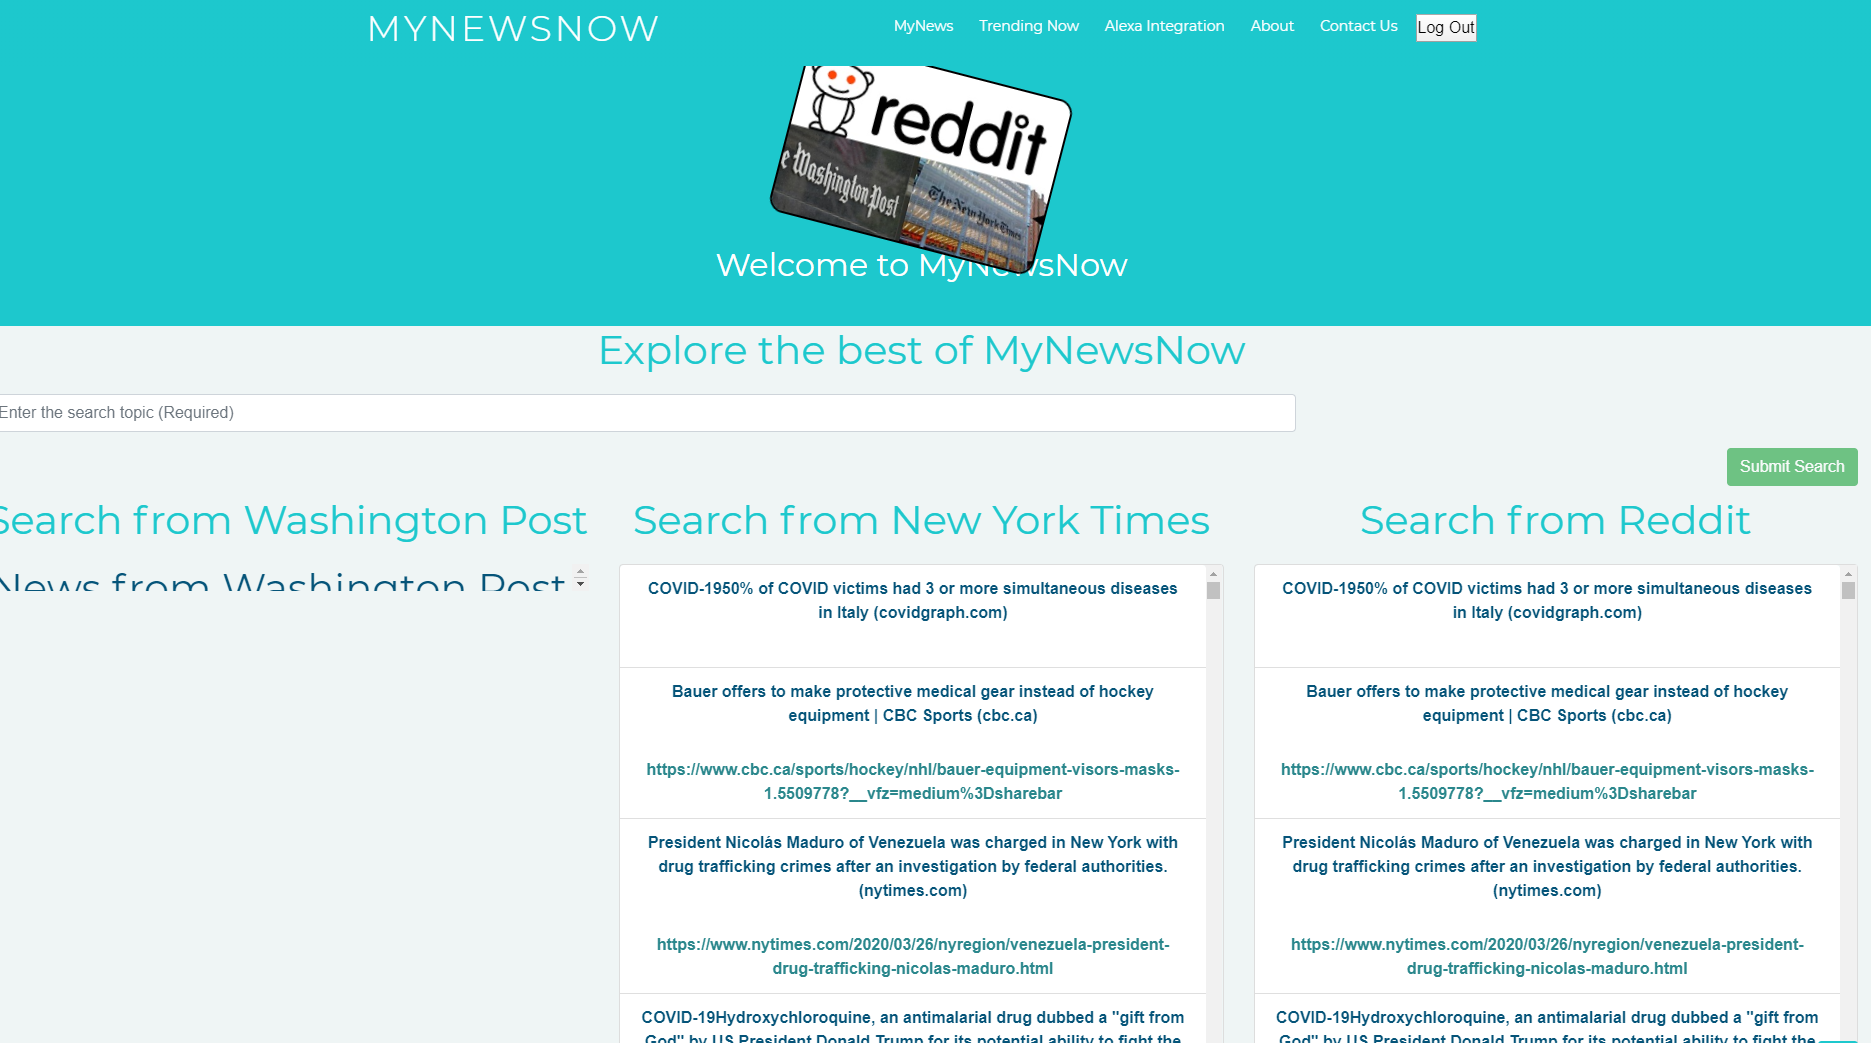 MYNEWSNOW
MyNews Trending Now Alexa Integration About Contact Us Log Out
reddit
e Washington Post
The New York Times
Welcome to MyNewsNow
Explore the best of MyNewsNow
Enter the search topic (Required)
Submit Search
Search from Washington Post
News from Washington Post
Search from New York Times
COVID-1950% of COVID victims had 3 or more simultaneous diseases
in Italy (covidgraph.com)
Bauer offers to make protective medical gear instead of hockey
equipment | CBC Sports (cbc.ca)
https://www.cbc.ca/sports/hockey/nhl/bauer-equipment-visors-masks-
1.5509778?__vfz=medium%3Dsharebar
President Nicolás Maduro of Venezuela was charged in New York with
drug trafficking crimes after an investigation by federal authorities.
(nytimes.com)
https://www.nytimes.com/2020/03/26/nyregion/venezuela-president-
drug-trafficking-nicolas-maduro.html
COVID-19Hydroxychloroquine, an antimalarial drug dubbed a "gift from
God" by US President Donald Trump for its potential ability to fight the
Search from Reddit
COVID-1950% of COVID victims had 3 or more simultaneous diseases
in Italy (covidgraph.com)
Bauer offers to make protective medical gear instead of hockey
equipment | CBC Sports (cbc.ca)
https://www.cbc.ca/sports/hockey/nhl/bauer-equipment-visors-masks-
1.5509778?__vfz=medium%3Dsharebar
President Nicolás Maduro of Venezuela was charged in New York with
drug trafficking crimes after an investigation by federal authorities.
(nytimes.com)
https://www.nytimes.com/2020/03/26/nyregion/venezuela-president-
drug-trafficking-nicolas-maduro.html
COVID-19Hydroxychloroquine, an antimalarial drug dubbed a "gift from
God" by US President Donald Trump for its potential ability to fight the